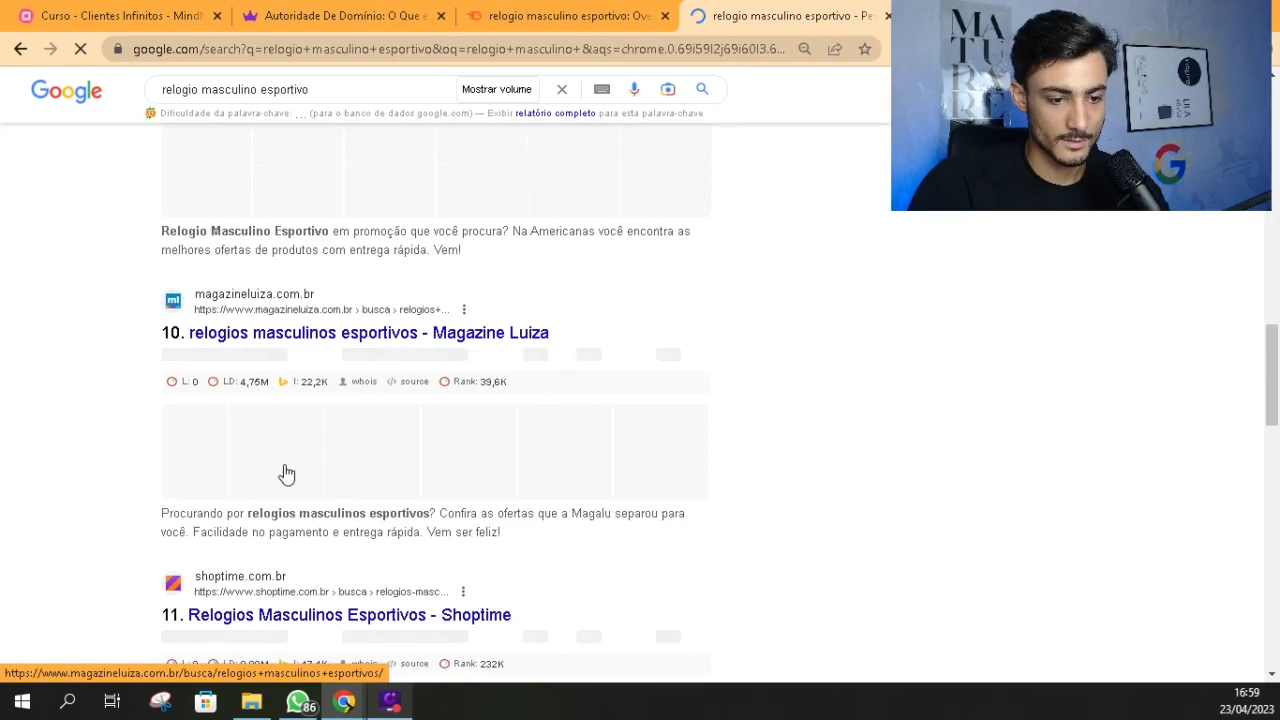 Curso - Clientes Infinitos - Mind
Autoridade De Domínio: O Que é
relogio masculino esportivo: Ove
relogio masculino esportivo - Pe
google.com/search?q=relogio+masculino+esportivo&oq=relogio+masculino+&aqs=chrome.0.69i59l2j69i60l3.6...
Google
relogio masculino esportivo
Mostrar volume
Dificuldade da palavra-chave: ... (para o banco de dados google.com) — Exibir relatório completo para esta palavra-chave
Relogio Masculino Esportivo em promoção que você procura? Na Americanas você encontra as
melhores ofertas de produtos com entrega rápida. Vem!
ml
magazineluiza.com.br
https://www.magazineluiza.com.br › busca › relogios+...
10. relogios masculinos esportivos - Magazine Luiza
L: 0 LD: 4,75M I: 22,2K whois source Rank: 39,6K
Procurando por relogios masculinos esportivos? Confira as ofertas que a Magalu separou para
você. Facilidade no pagamento e entrega rápida. Vem ser feliz!
shoptime.com.br
https://www.shoptime.com.br › busca › relogios-masc...
11. Relogios Masculinos Esportivos - Shoptime
whois source Rank: 232K
https://www.magazineluiza.com.br/busca/relogios+masculinos+esportivos/
86
16:59
23/04/2023
MA
TU